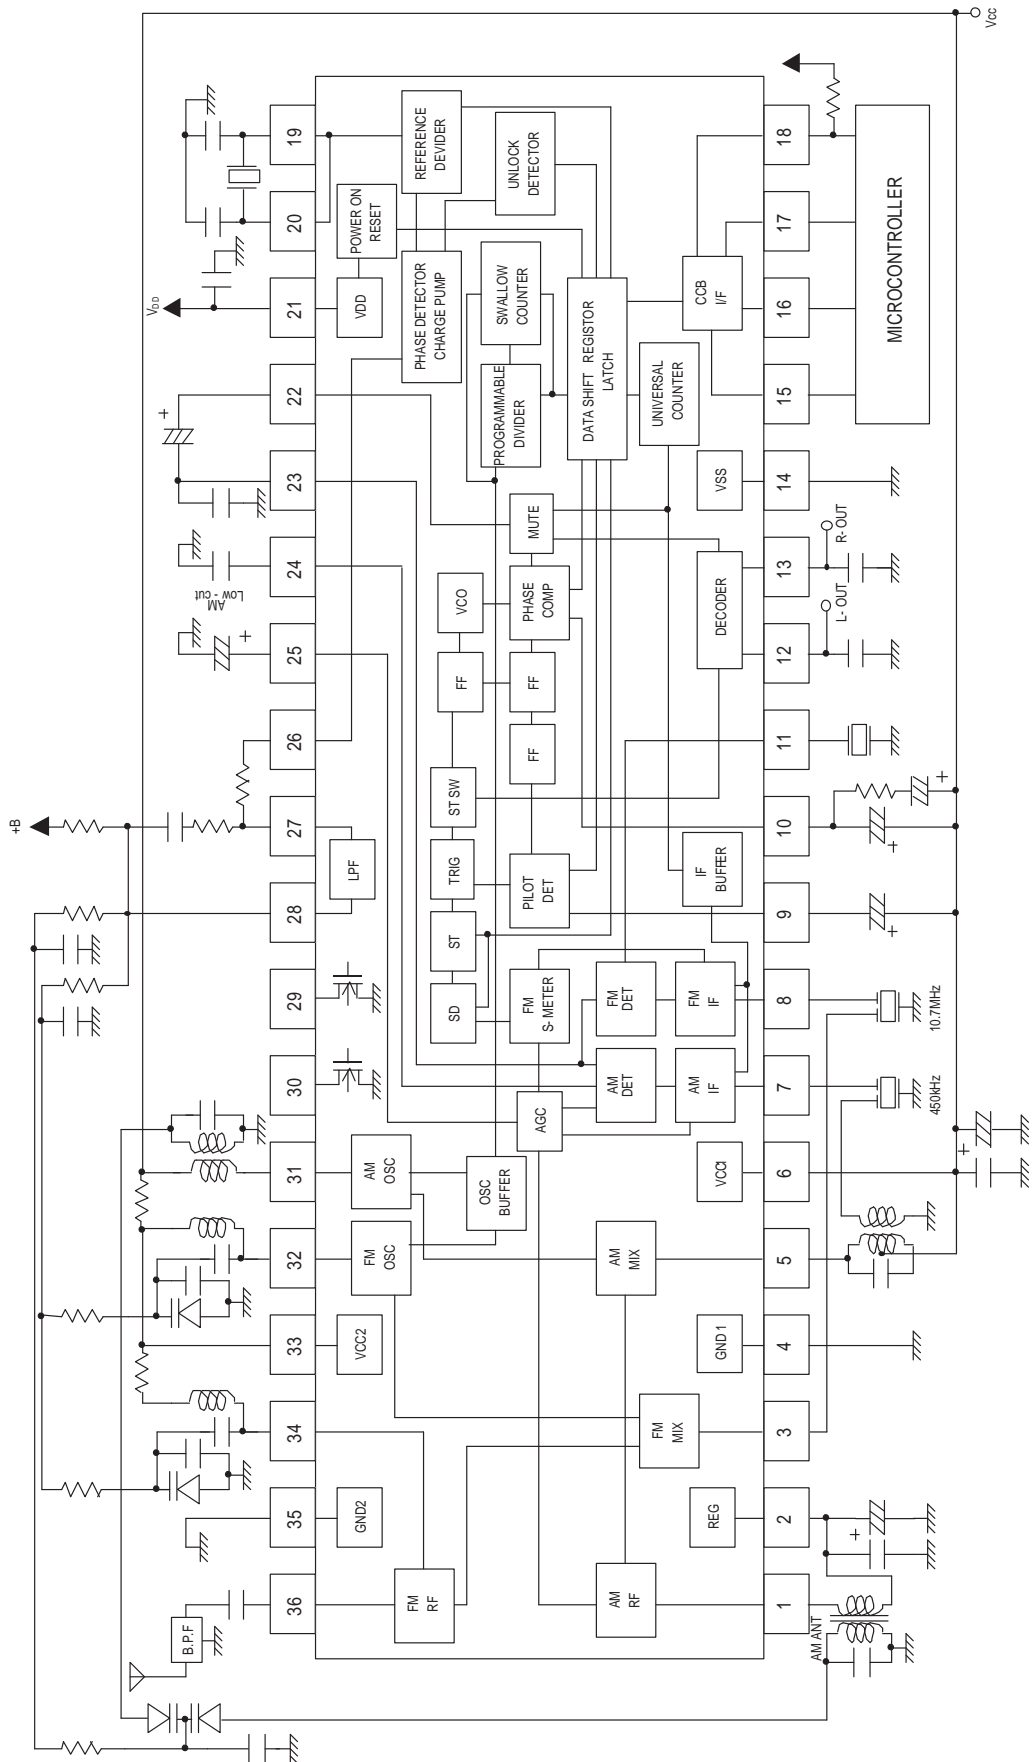 B.P.F
AM ANT
36
35
34
33
32
31
30
29
28
27
26
25
24
23
22
21
20
19
+B
AM
Low - cut
+
+
VDD
Vcc
FM
RF
GND2
VCC2
FM
OSC
AM
OSC
OSC
BUFFER
LPF
AM
RF
REG
FM
MIX
GND1
AM
MIX
VCC1
AGC
AM
DET
AM
IF
FM
S-METER
FM
DET
FM
IF
SD
ST
TRIG
ST SW
PILOT
DET
IF
BUFFER
FF
FF
FF
VCO
PHASE
COMP
MUTE
DECODER
VSS
PROGRAMMABLE
DIVIDER
SWALLOW
COUNTER
DATA SHIFT REGISTOR
LATCH
UNIVERSAL
COUNTER
CCB
I/F
VDD
POWER ON
RESET
PHASE DETECTOR
CHARGE PUMP
REFERENCE
DEVIDER
UNLOCK
DETECTOR
1
2
3
4
5
6
7
8
9
10
11
12
13
14
15
16
17
18
+
+
450kHz
10.7MHz
+
+
+
L- OUT
R- OUT
MICROCONTROLLER